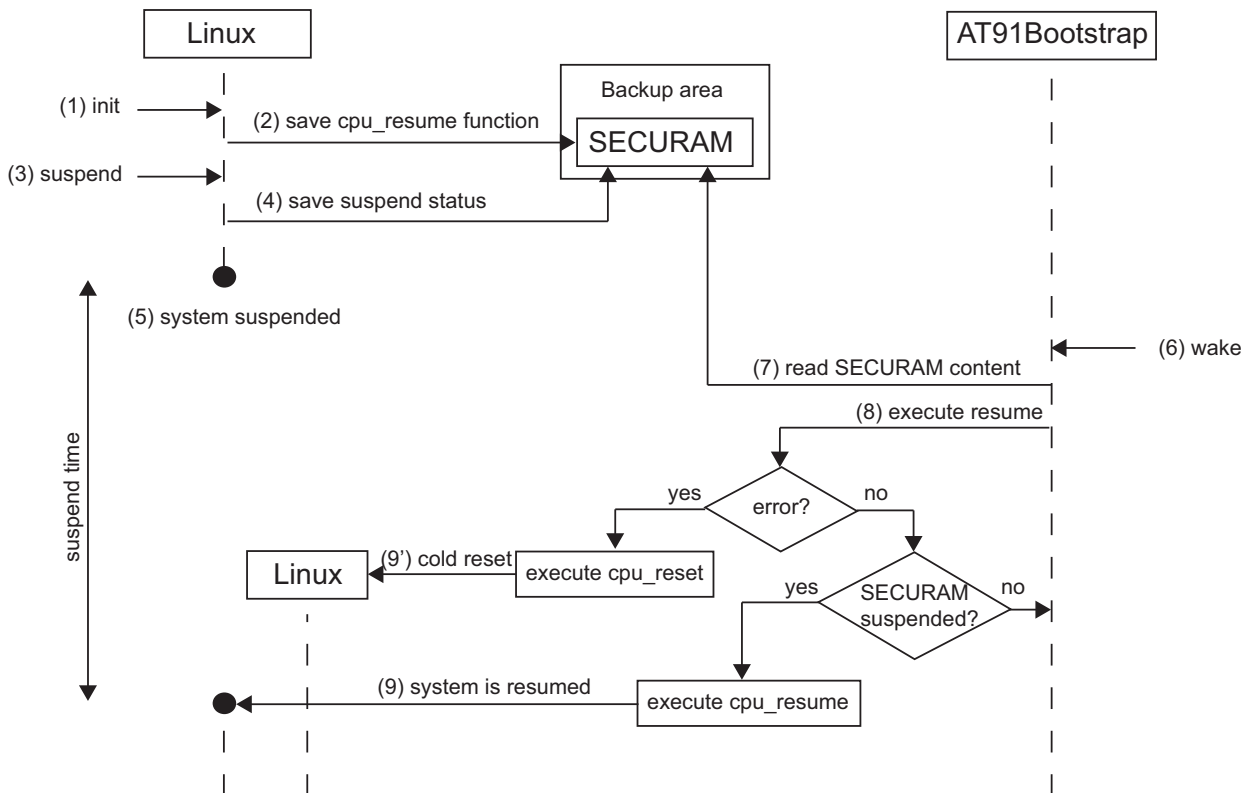 Linux
AT91Bootstrap
(1) init
Backup area
(2) save cpu_resume function
SECURAM
(3) suspend
(4) save suspend status
(5) system suspended
(6) wake
(7) read SECURAM content
(8) execute resume
suspend time
error?
yes
no
(9') cold reset
execute cpu_reset
Linux
SECURAM
suspended?
yes
no
(9) system is resumed
execute cpu_resume